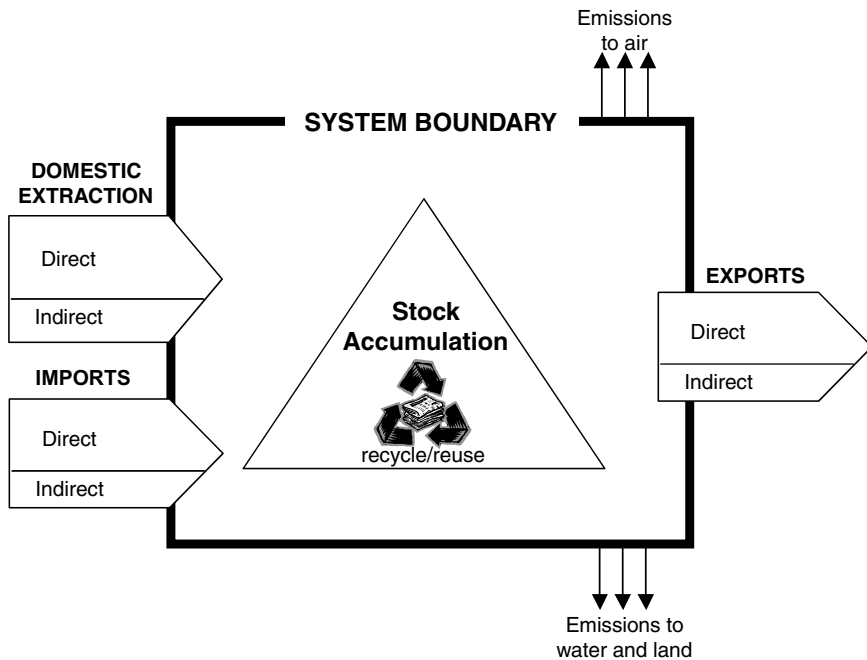 Emissions
to air
SYSTEM BOUNDARY
DOMESTIC
EXTRACTION
Direct
Indirect
IMPORTS
Direct
Indirect
Stock
Accumulation
recycle/reuse
EXPORTS
Direct
Indirect
Emissions to
water and land